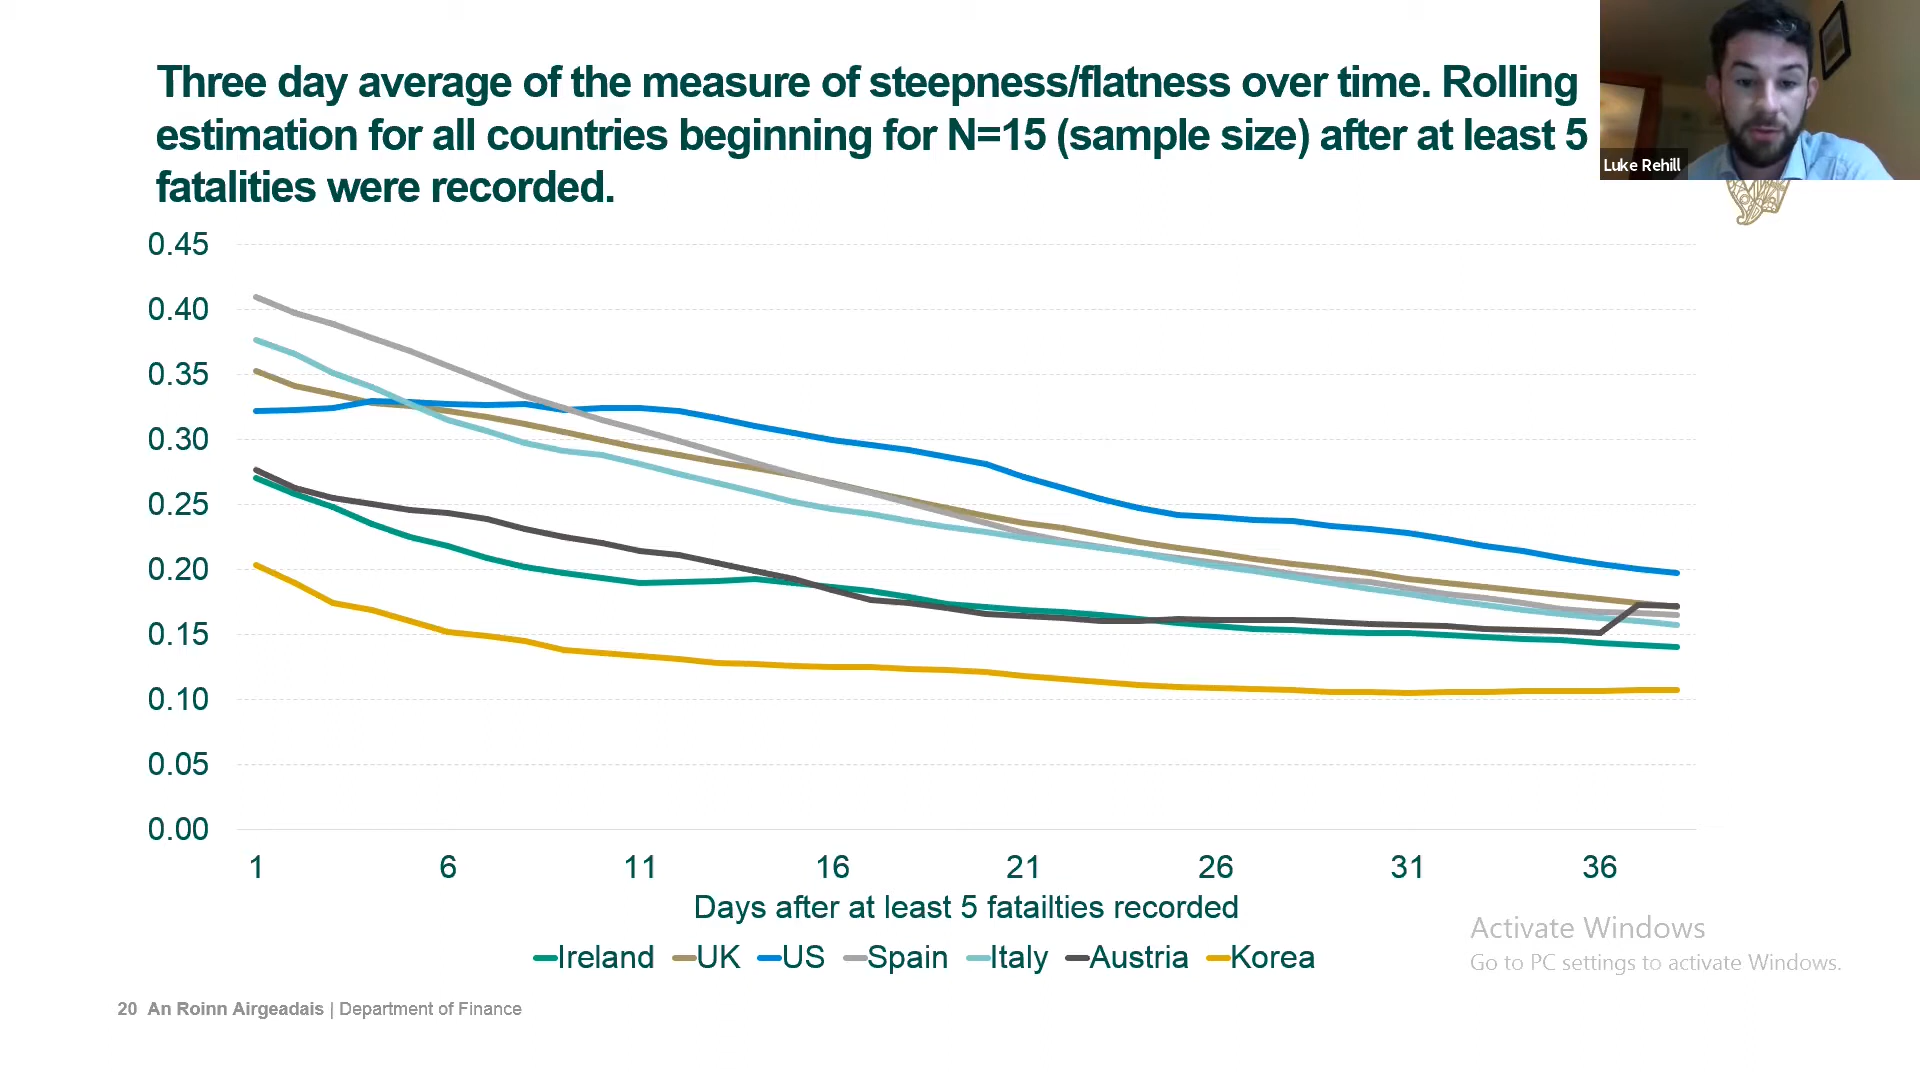 Three day average of the measure of steepness/flatness over time. Rolling
estimation for all countries beginning for N=15 (sample size) after at least 5
fatalities were recorded.
Luke Rehill
0.45
0.40
0.35
0.30
0.25
0.20
0.15
0.10
0.05
0.00
1 6 11 16 21 26 31 36
Days after at least 5 fatailties recorded
Ireland UK US Spain Italy Austria Korea
Activate Windows
Go to PC settings to activate Windows.
20 An Roinn Airgeadais | Department of Finance